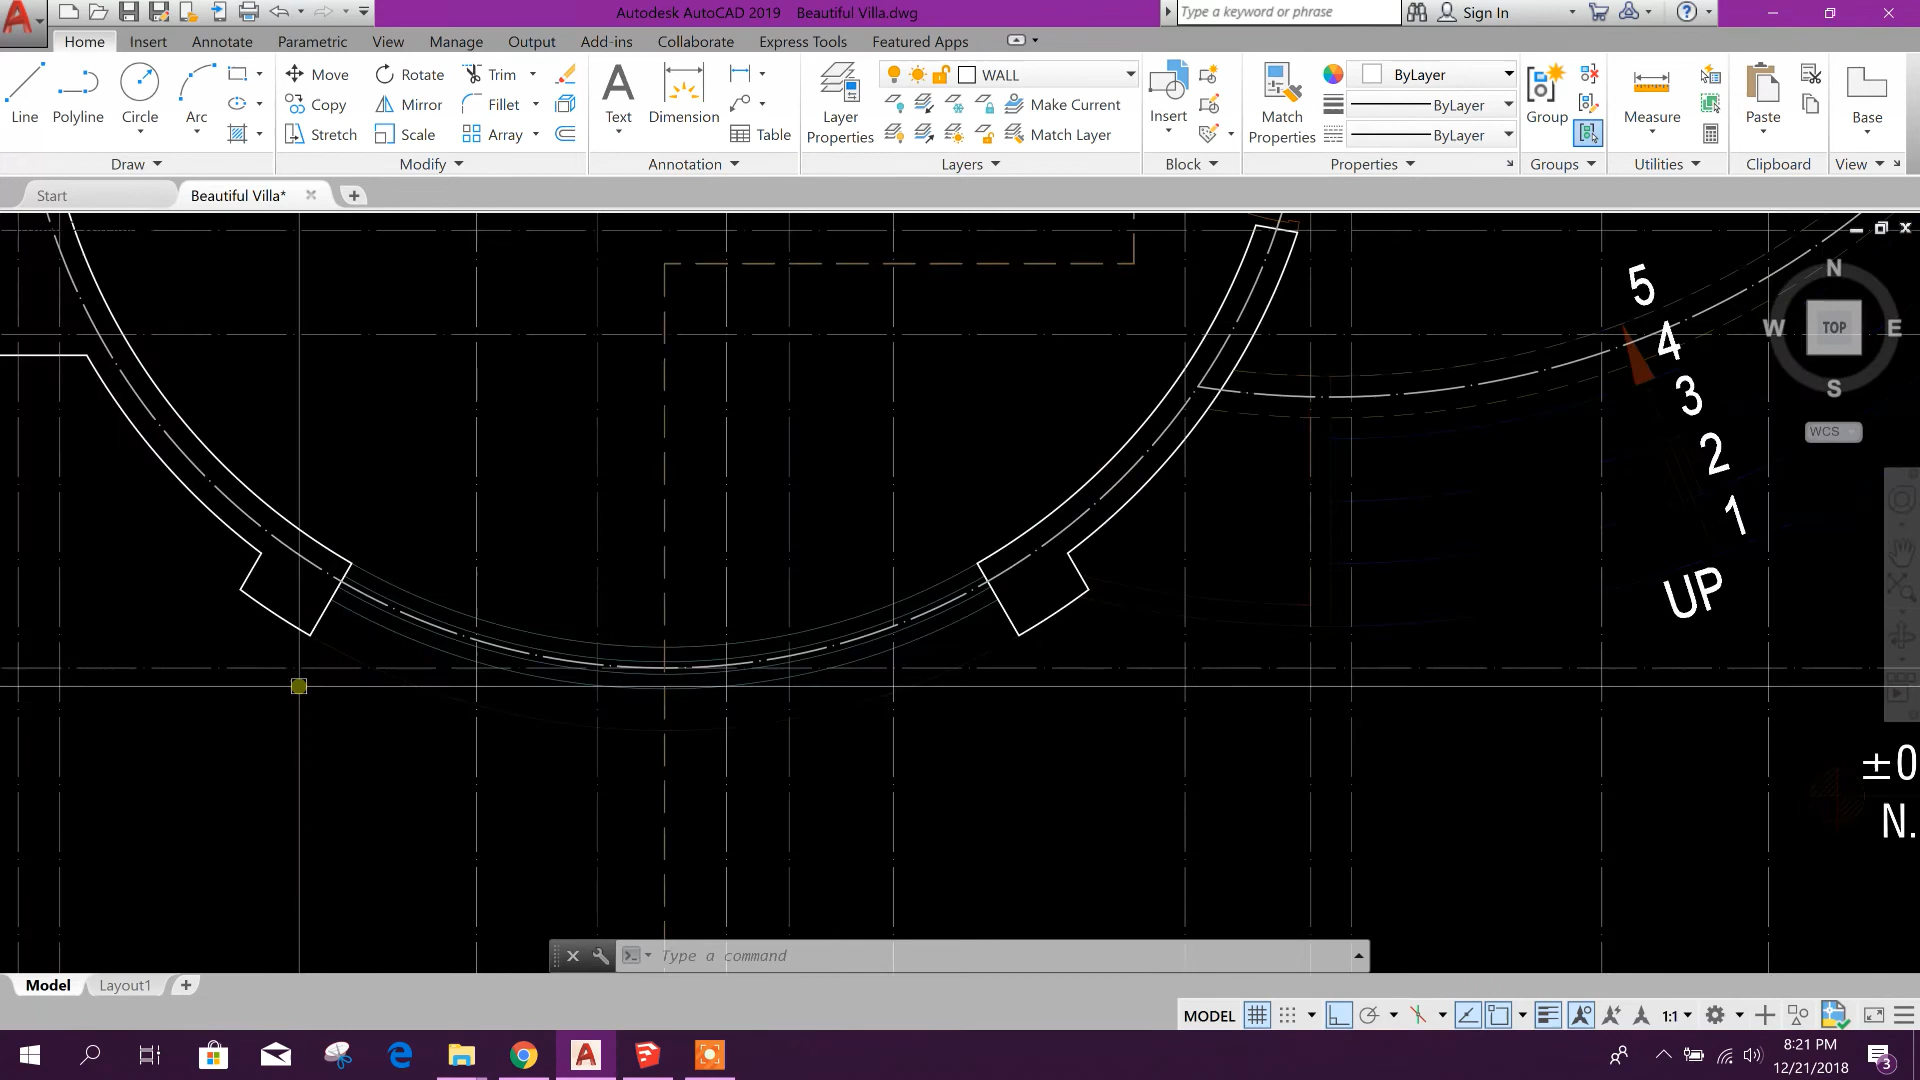 Autodesk AutoCAD 2019 Beautiful Villa.dwg
Type a keyword or phrase
Sign In
Home Insert Annotate Parametric View Manage Output Add-ins Collaborate Express Tools Featured Apps
Line Polyline Circle Arc
Move Rotate Trim
Copy Mirror Fillet
Stretch Scale Array
Text Dimension Table
Layer Properties
WALL
Make Current
Match Layer
Insert
Match Properties
ByLayer
ByLayer
ByLayer
Group
Measure
Paste
Base
Draw Modify Annotation Layers Block Properties Groups Utilities Clipboard View
Start Beautiful Villa*
N
W TOP E
S
WCS
5
4
3
2
1
UP
±0
N.
Type a command
Model Layout1
MODEL 1:1
8:21 PM
12/21/2018
3